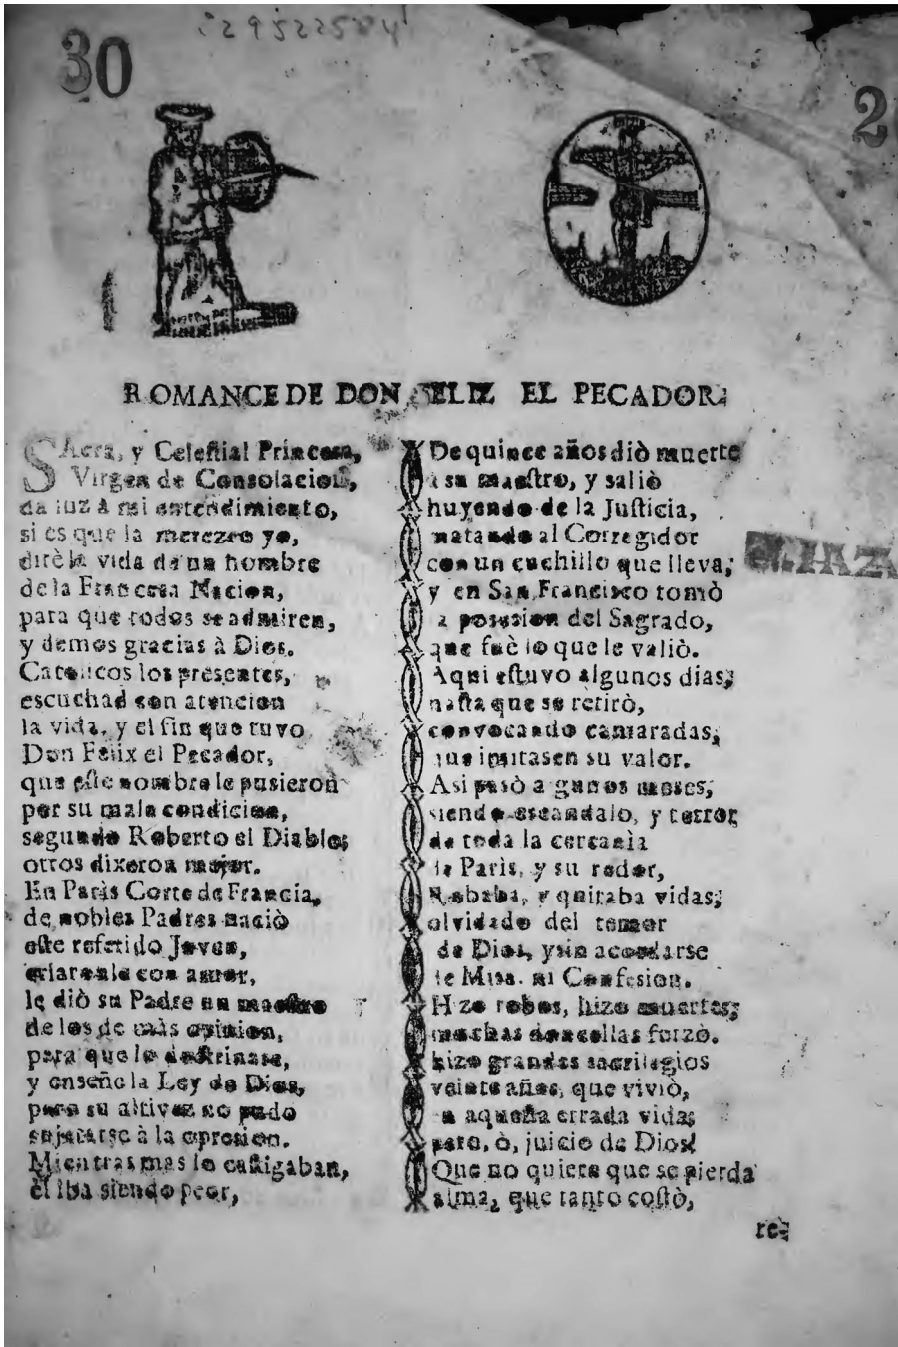 i29522584
30
2
1
ROMANCE DE DON FELIZ EL PECADOR.
SAcra, y Celestial Princesa,
Virgen de Consolacion,
da luz à mi entendimiento,
si es que la merezco yo,
dirè la vida de un hombre
de la Francesa Nacion,
para que todos se admiren,
y demos gracias à Dios.
Catolicos los presentes,
escuchad con atencion
la vida, y el fin que tuvo
Don Felix el Pecador,
que este nombre le pusieron
por su mala condicion,
segundo Roberto el Diablo;
otros dixeron mejor.
En Paris Corte de Francia,
de nobles Padres naciò
este referido Joven,
criaronle con amor,
le diò su Padre un maestro
de los de màs opinion,
para que lo dostrinase,
y enseñe la Ley de Dios,
pero su altivez no pudo
sujetarse à la opresion.
Mientras mas lo castigaban,
èl iba siendo peor,
De quince años diò muerte
à su maestro, y saliò
huyendo de la Justicia,
matando al Corregidor
con un cuchillo que lleva;
y en San Francisco tomò
la posesion del Sagrado,
que fuè lo que le valiò.
Aqui estuvo algunos dias;
hasta que se retirò,
convocando camaradas,
que imitasen su valor.
Asi pasò algunos meses,
siendo escandalo, y terror
de toda la cercanìa
de Paris, y su redor,
Robaba, y quitaba vidas;
olvidado del temor
de Dios, y sin acordarse
de Misa, ni Confesion.
Hizo robos, hizo muertes;
muchas doncellas forzò.
hizo grandes sacrilegios
veinte años, que viviò,
en aquella errada vida;
pero, ò, juicio de Dios!
Que no quiere que se pierda
alma, que tanto costò,
re-